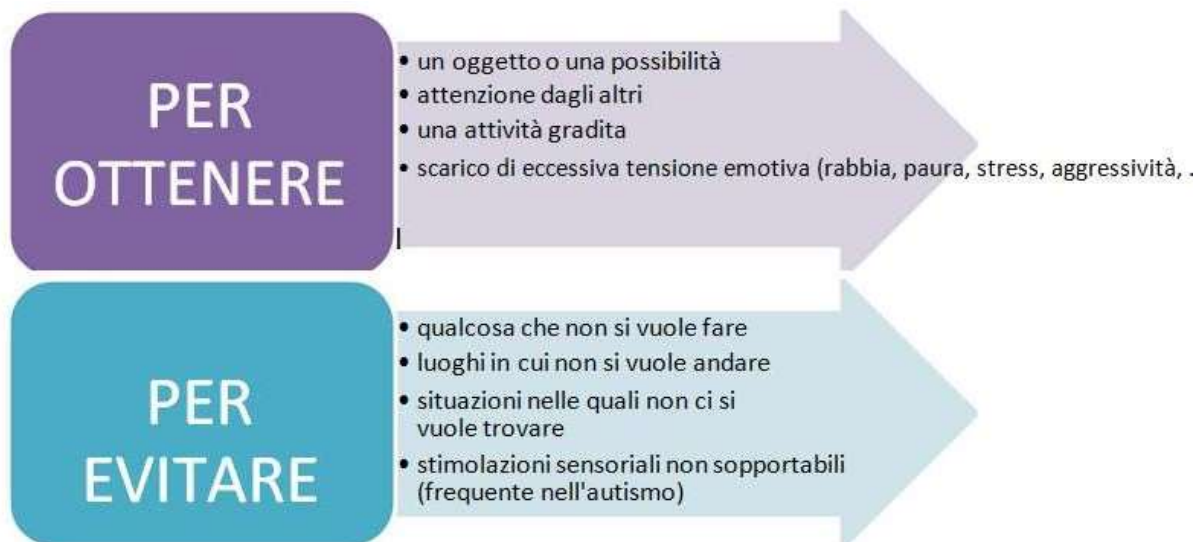 PER
OTTENERE
• un oggetto o una possibilità
• attenzione dagli altri
• una attività gradita
• scarico di eccessiva tensione emotiva (rabbia, paura, stress, aggressività, .
PER
EVITARE
• qualcosa che non si vuole fare
• luoghi in cui non si vuole andare
• situazioni nelle quali non ci si
vuole trovare
• stimolazioni sensoriali non sopportabili
(frequente nell'autismo)